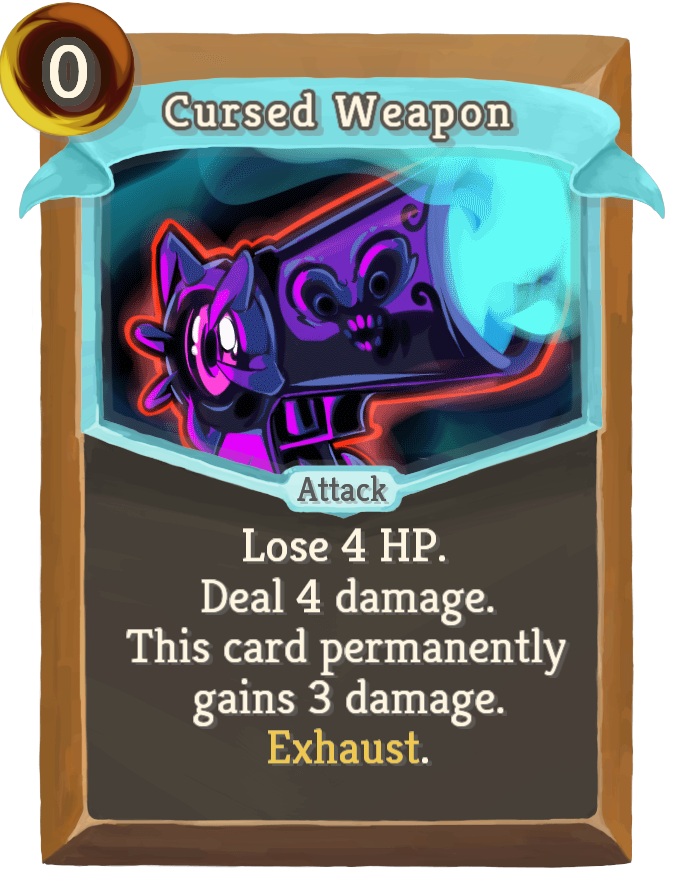 0
Cursed Weapon
Attack
Lose 4 HP.
Deal 4 damage.
This card permanently
gains 3 damage.
Exhaust.